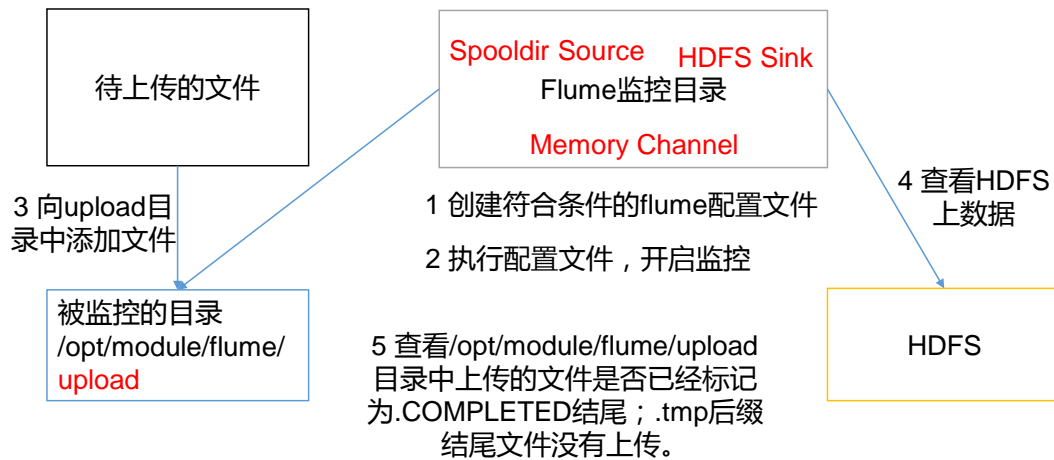 待上传的文件
Spooldir Source
HDFS Sink
Flume监控目录
Memory Channel
3 向upload目
录中添加文件
1 创建符合条件的flume配置文件
2 执行配置文件，开启监控
4 查看HDFS
上数据
被监控的目录
/opt/module/flume/
upload
5 查看/opt/module/flume/upload
目录中上传的文件是否已经标记
为.COMPLETED结尾；.tmp后缀
结尾文件没有上传。
HDFS